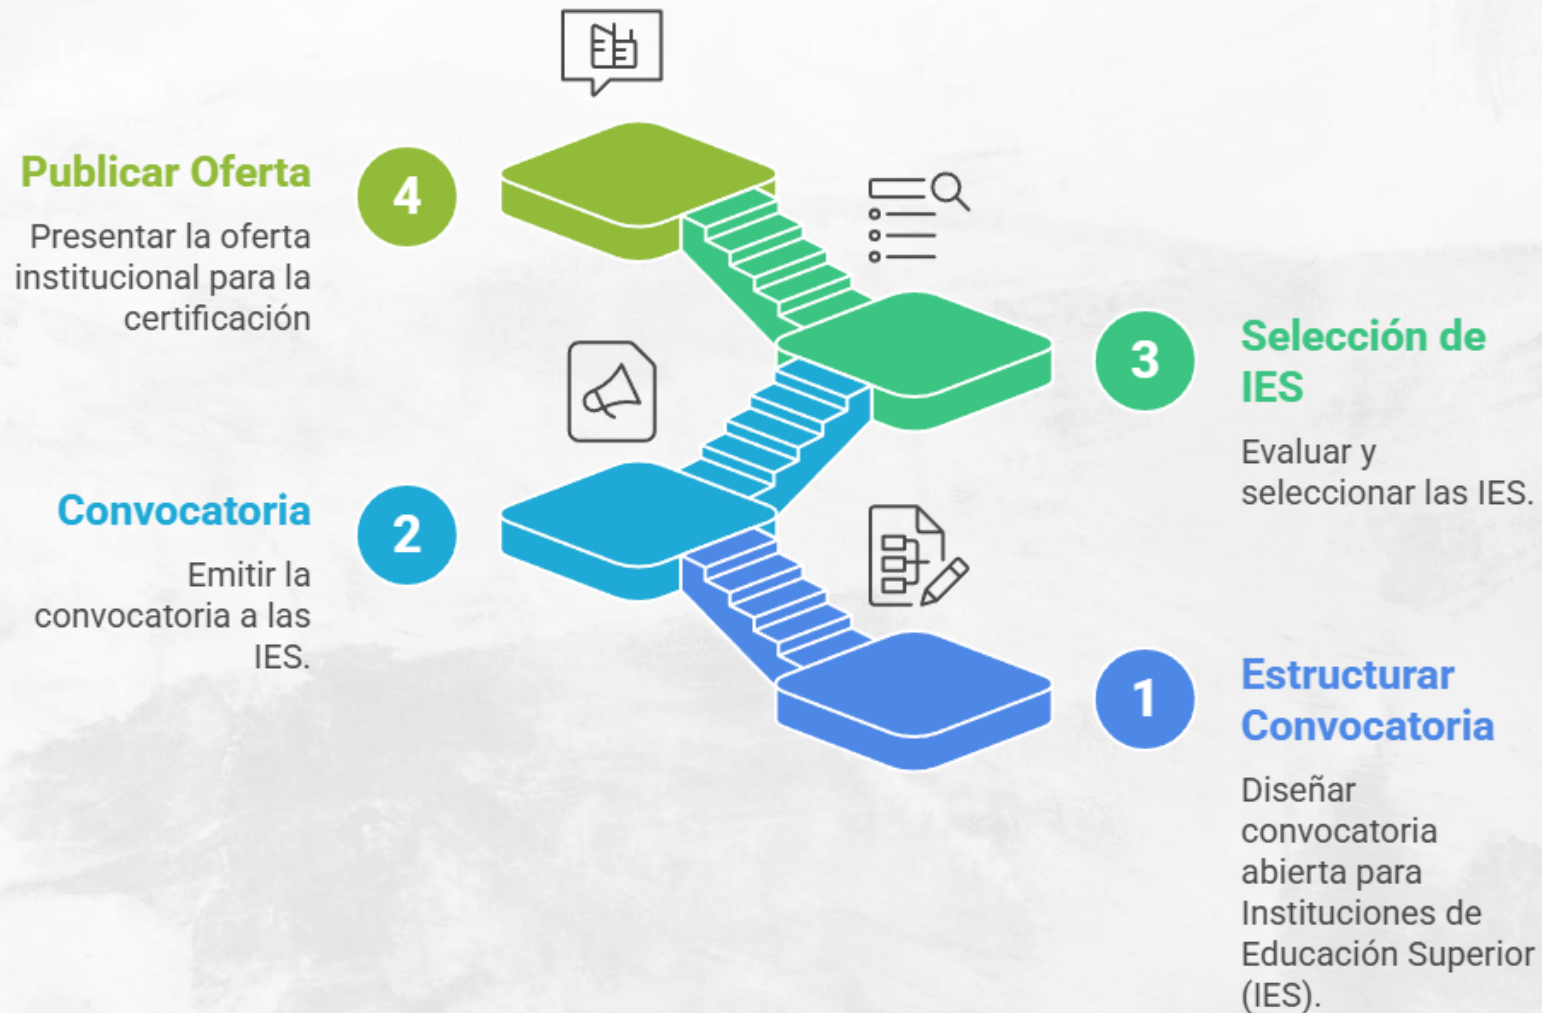 Publicar Oferta
4
Presentar la oferta
institucional para la
certificación
3
Selección de
IES
Evaluar y
seleccionar las IES.
Convocatoria
2
Emitir la
convocatoria a las
IES.
1
Estructurar
Convocatoria
Diseñar
convocatoria
abierta para
Instituciones de
Educación Superior
(IES).